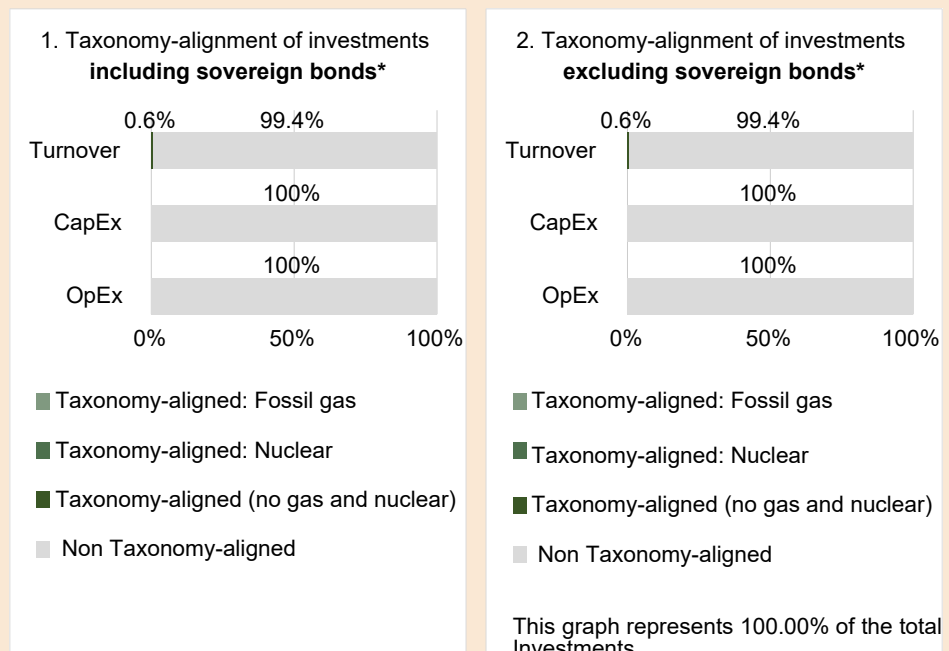 1. Taxonomy-alignment of investments
including sovereign bonds*
0.6%
99.4%
Turnover
100%
CapEx
100%
OpEx
0%
50%
100%
Taxonomy-aligned: Fossil gas
Taxonomy-aligned: Nuclear
Taxonomy-aligned (no gas and nuclear)
Non Taxonomy-aligned
2. Taxonomy-alignment of investments
excluding sovereign bonds*
0.6%
99.4%
Turnover
100%
CapEx
100%
OpEx
0%
50%
100%
Taxonomy-aligned: Fossil gas
Taxonomy-aligned: Nuclear
Taxonomy-aligned (no gas and nuclear)
Non Taxonomy-aligned
This graph represents 100.00% of the total
Investments